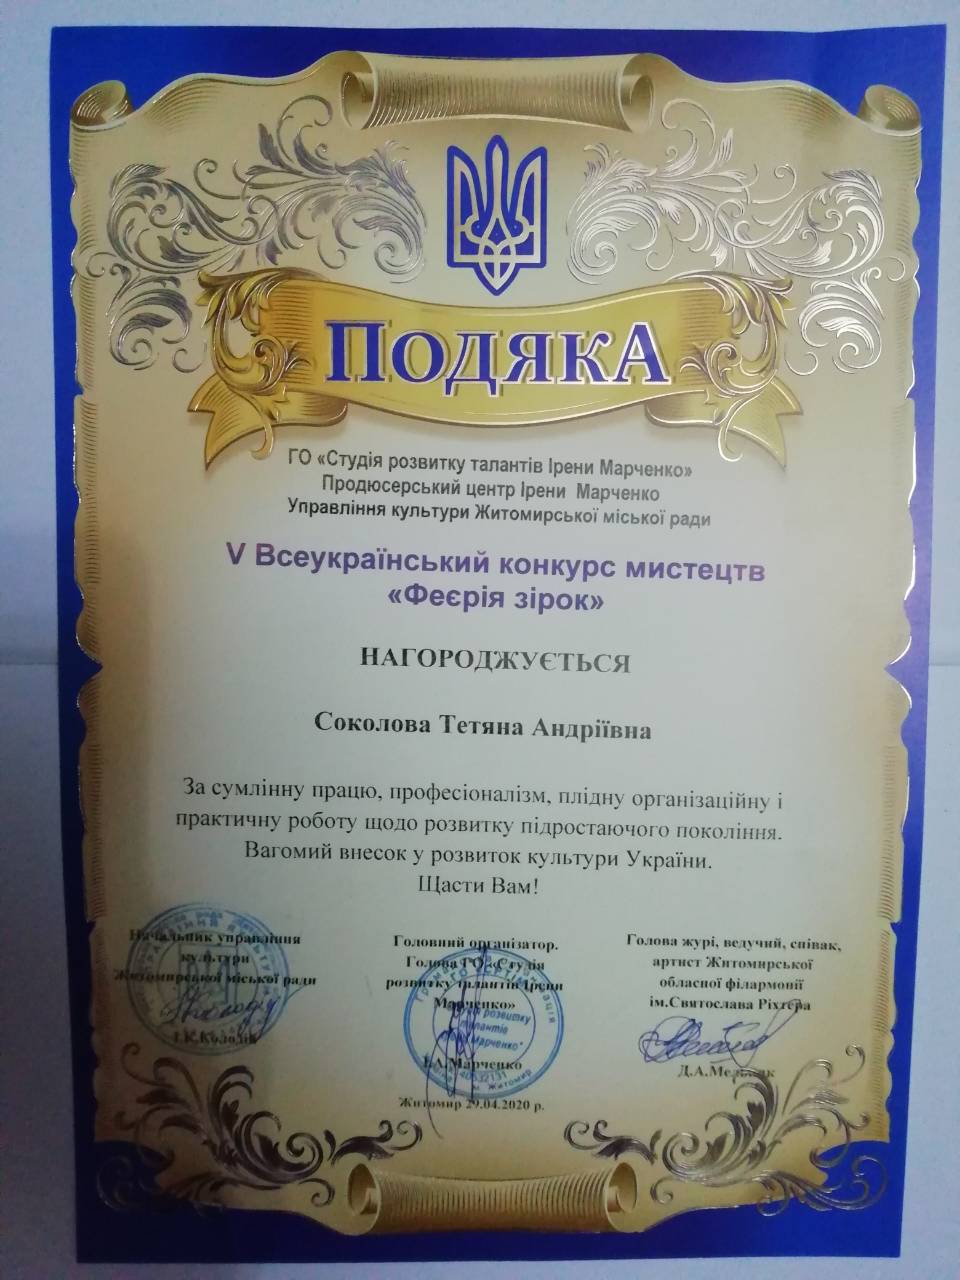 ПОДЯКА
ГО «Студія розвитку талантів Ірени Марченко»
Продюсерський центр Ірени Марченко
Управління культури Житомирської міської ради
V Всеукраїнський конкурс мистецтв
«Феєрія зірок»
НАГОРОДЖУЄТЬСЯ
Соколова Тетяна Андріївна
За сумлінну працю, професіоналізм, плідну організаційну і
практичну роботу щодо розвитку підростаючого покоління.
Вагомий внесок у розвиток культури України.
Щасти Вам!
Начальник управління
культури
Житомирської міської ради
Головний організатор.
Голова ГО «Студія
розвитку талантів Ірени
Марченко»
І.А.Марченко
Житомир 29.04.2020 р.
Голова журі, ведучий, співак,
артист Житомирської
обласної філармонії
ім.Святослава Ріхтера
Д.А.